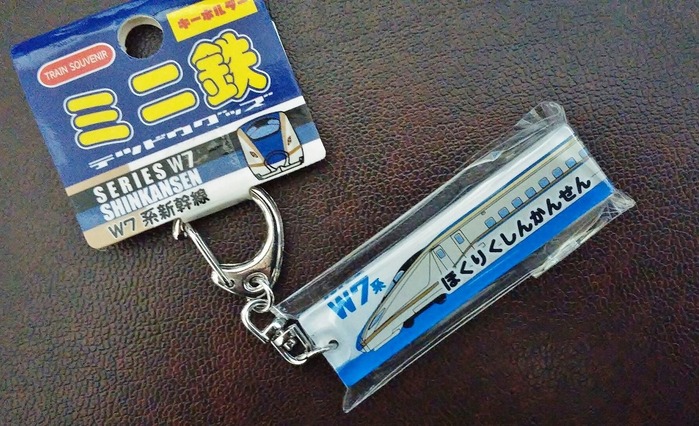 キーホルダー
TRAIN SOUVENIR
ミニ鉄
テツドウグッズ
SERIES W7
SHINKANSEN
W7系新幹線
W7系
ほくりくしんかんせん